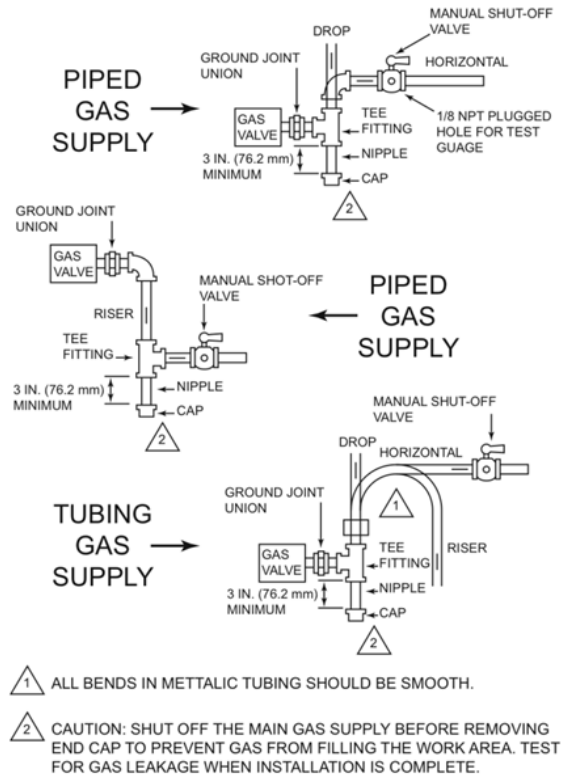 DROP
MANUAL SHUT-OFF
VALVE
GROUND JOINT
UNION
HORIZONTAL
PIPED
GAS
SUPPLY
GAS
VALVE
TEE
FITTING
1/8 NPT PLUGGED
HOLE FOR TEST
GUAGE
3 IN. (76.2 mm)
MINIMUM
NIPPLE
CAP
2
GROUND JOINT
UNION
GAS
VALVE
MANUAL SHOT-OFF
VALVE
RISER
PIPED
GAS
SUPPLY
TEE
FITTING
3 IN. (76.2 mm)
MINIMUM
NIPPLE
CAP
2
MANUAL SHUT-OFF
VALVE
DROP
HORIZONTAL
GROUND JOINT
UNION
1
TUBING
GAS
SUPPLY
GAS
VALVE
TEE
FITTING
RISER
3 IN. (76.2 mm)
MINIMUM
NIPPLE
CAP
2
1 ALL BENDS IN METTALIC TUBING SHOULD BE SMOOTH.
2 CAUTION: SHUT OFF THE MAIN GAS SUPPLY BEFORE REMOVING
END CAP TO PREVENT GAS FROM FILLING THE WORK AREA. TEST
FOR GAS LEAKAGE WHEN INSTALLATION IS COMPLETE.